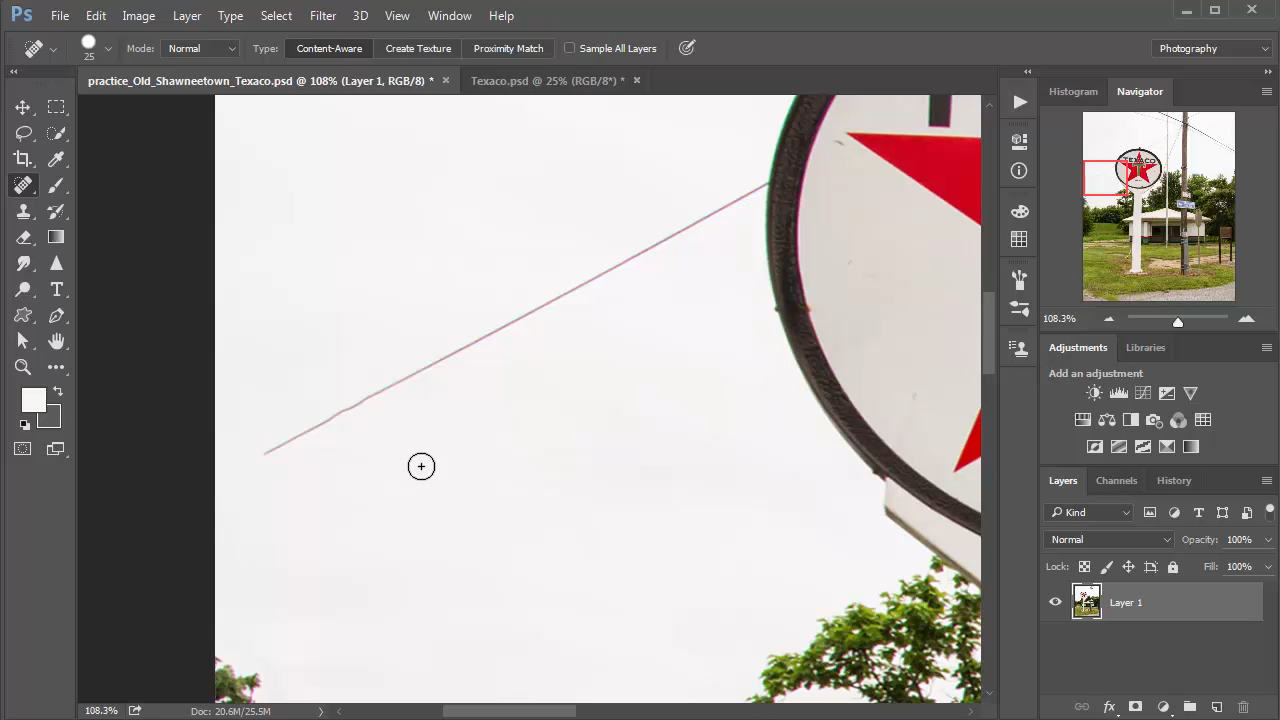 Ps File Edit Image Layer Type Select Filter 3D View Window Help
25 Mode: Normal Type: Content-Aware Create Texture Proximity Match Sample All Layers Photography
practice_Old_Shawneetown_Texaco.psd @ 108% (Layer 1, RGB/8) * × Texaco.psd @ 25% (RGB/8*) * ×
Histogram Navigator
TEXACO
108.3%
Adjustments Libraries
Add an adjustment
Layers Channels History
Kind
Normal Opacity: 100%
Lock: Fill: 100%
Layer 1
108.3% Doc: 20.6M/25.5M